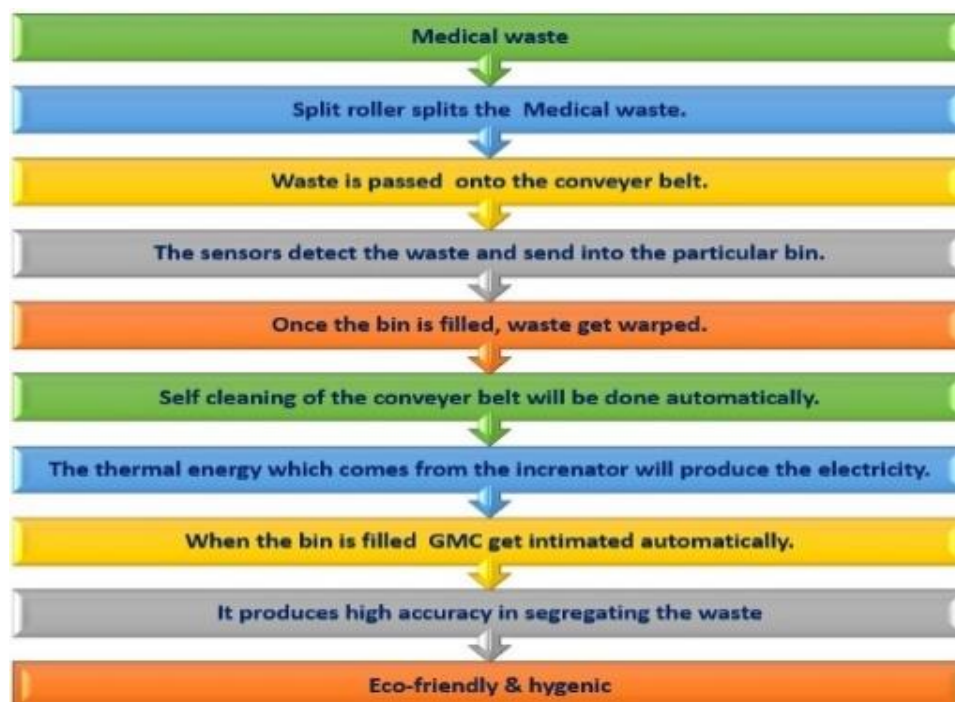 Medical waste
Split roller splits the Medical waste.
Waste is passed onto the conveyer belt.
The sensors detect the waste and send into the particular bin.
Once the bin is filled, waste get warped.
Self cleaning of the conveyer belt will be done automatically.
The thermal energy which comes from the increnator will produce the electricity.
When the bin is filled GMC get intimated automatically.
It produces high accuracy in segregating the waste
Eco-friendly & hygenic